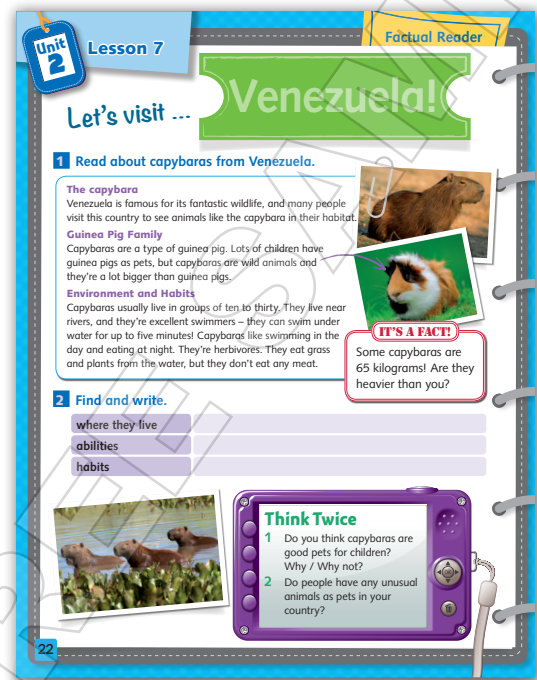 Unit
2
Lesson 7
Factual Reader
Let's visit ...
Venezuela!
1 Read about capybaras from Venezuela.
The capybara
Venezuela is famous for its fantastic wildlife, and many people
visit this country to see animals like the capybara in their habitat.
Guinea Pig Family
Capybaras are a type of guinea pig. Lots of children have
guinea pigs as pets, but capybaras are wild animals and
they're a lot bigger than guinea pigs.
Environment and Habits
Capybaras usually live in groups of ten to thirty. They live near
rivers, and they're excellent swimmers – they can swim under
water for up to five minutes! Capybaras like swimming in the
day and eating at night. They're herbivores. They eat grass
and plants from the water, but they don't eat any meat.
IT'S A FACT!
Some capybaras are
65 kilograms! Are they
heavier than you?
2 Find and write.
where they live
abilities
habits
Think Twice
1 Do you think capybaras are
good pets for children?
Why / Why not?
2 Do people have any unusual
animals as pets in your
country?
OK
22